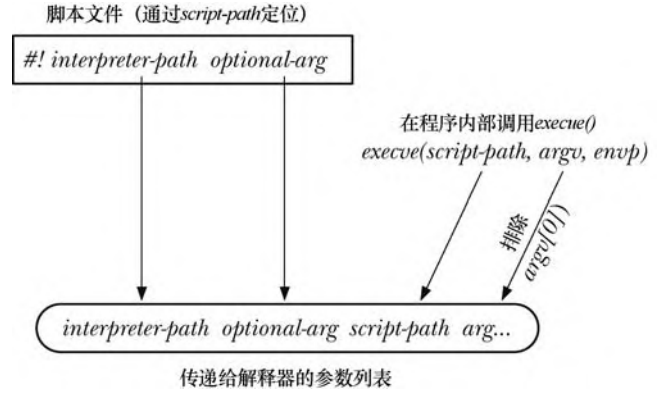 脚本文件（通过script-path定位）
#! interpreter-path optional-arg
在程序内部调用execue()
execve(script-path, argv, envp)
排除
argv[0]
interpreter-path optional-arg script-path arg...
传递给解释器的参数列表